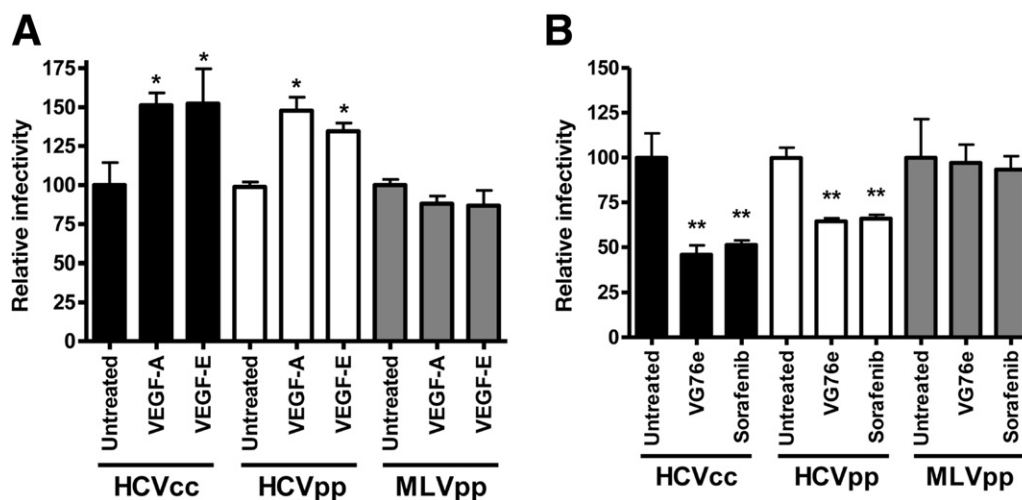 A
Relative infectivity
175
150
125
100
75
50
25
0
* * * *
Untreated
VEGF-A
VEGF-E
Untreated
VEGF-A
VEGF-E
Untreated
VEGF-A
VEGF-E
HCVcc
HCVpp
MLVpp
B
Relative infectivity
150
125
100
75
50
25
0
** ** ** **
Untreated
VG76e
Sorafenib
Untreated
VG76e
Sorafenib
Untreated
VG76e
Sorafenib
HCVcc
HCVpp
MLVpp